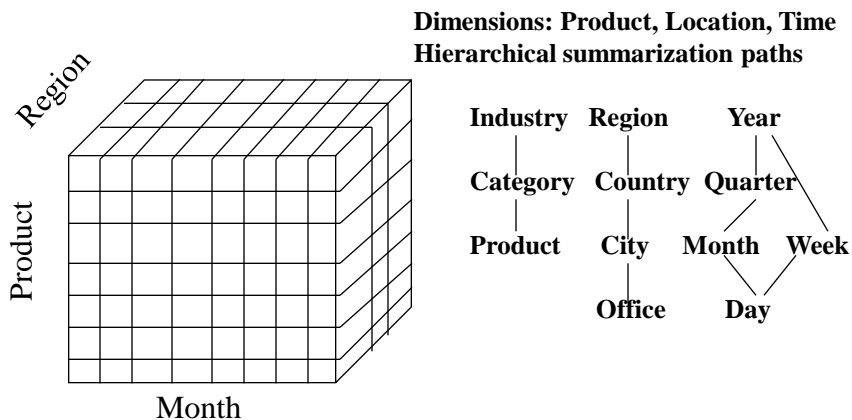 Dimensions: Product, Location, Time
Hierarchical summarization paths
Region
Product
Month
Industry Region Year
Category Country Quarter
Product City Month Week
Office Day